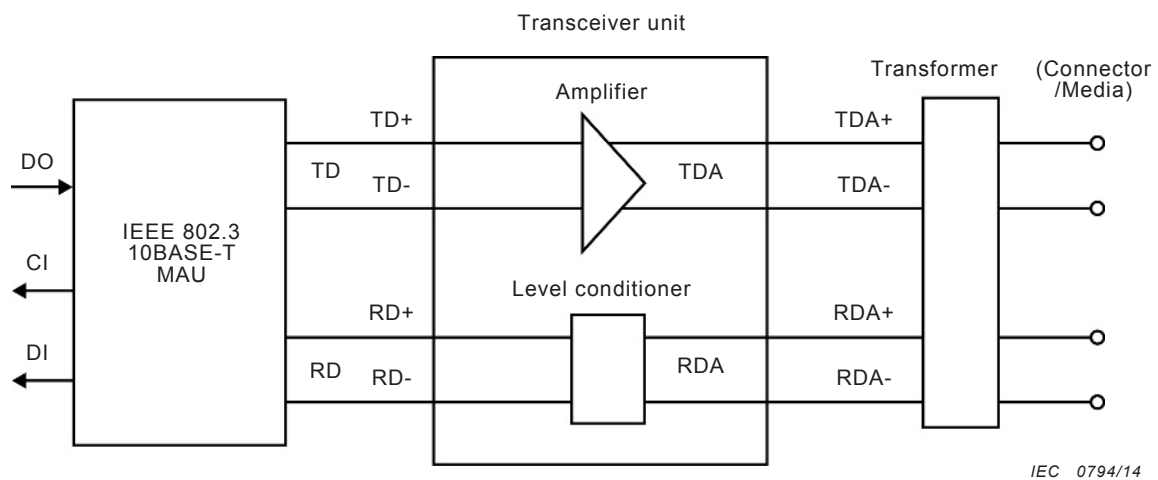 Transceiver unit
Transformer
(Connector
/Media)
Amplifier
TD+
TDA+
DO
TD
TD-
TDA
TDA-
IEEE 802.3
10BASE-T
MAU
CI
Level conditioner
RD+
RDA+
DI
RD
RD-
RDA
RDA-
IEC 0794/14